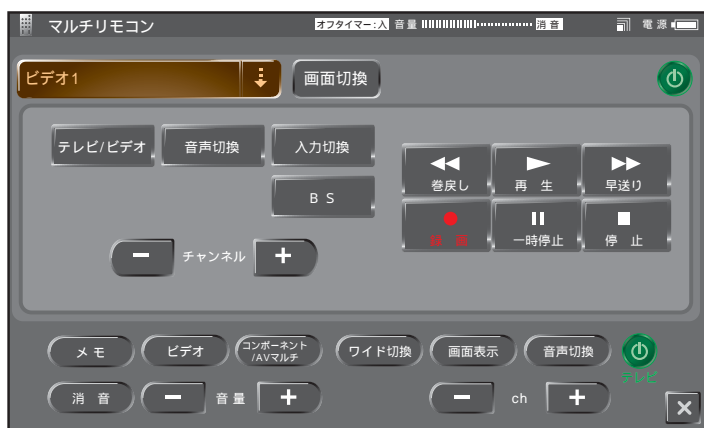 マルチリモコン オフタイマー:入 音量 消音 電源
ビデオ1 画面切換
テレビ/ビデオ 音声切換 入力切換
巻戻し 再生 早送り
BS
録画 一時停止 停止
チャンネル
メモ ビデオ コンポーネント/AVマルチ ワイド切換 画面表示 音声切換
テレビ
消音 音量 ch